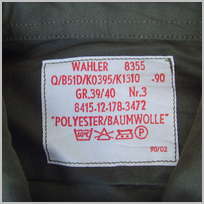 WAHLER 8355
Q/B51D/K0395/K1310 -90
GR.39/40 Nr.3
8415-12-178-3472
"POLYESTER/BAUMWOLLE"
P
90/02